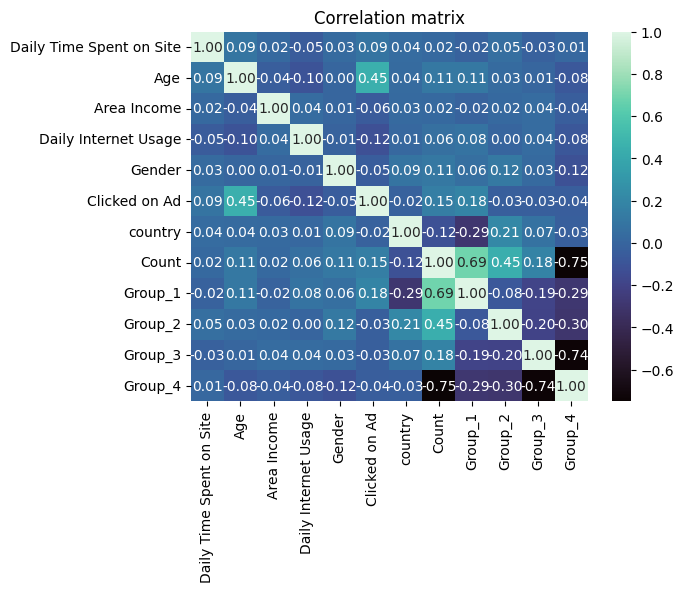 Correlation matrix
Daily Time Spent on Site 1.00 0.09 0.02 -0.05 0.03 0.09 0.04 0.02 -0.02 0.05 -0.03 0.01
Age 0.09 1.00 -0.04 -0.10 0.00 0.45 0.04 0.11 0.11 0.03 0.01 -0.08
Area Income 0.02 -0.04 1.00 0.04 0.01 -0.06 0.03 0.02 -0.02 0.02 0.04 -0.04
Daily Internet Usage -0.05 -0.10 0.04 1.00 -0.01 -0.12 0.01 0.06 0.08 0.00 0.04 -0.08
Gender 0.03 0.00 0.01 -0.01 1.00 -0.05 0.09 0.11 0.06 0.12 0.03 -0.12
Clicked on Ad 0.09 0.45 -0.06 -0.12 -0.05 1.00 -0.02 0.15 0.18 -0.03 -0.03 -0.04
country 0.04 0.04 0.03 0.01 0.09 -0.02 1.00 -0.12 -0.29 0.21 0.07 -0.03
Count 0.02 0.11 0.02 0.06 0.11 0.15 -0.12 1.00 0.69 0.45 0.18 -0.75
Group_1 -0.02 0.11 -0.02 0.08 0.06 0.18 -0.29 0.69 1.00 -0.08 -0.19 -0.29
Group_2 0.05 0.03 0.02 0.00 0.12 -0.03 0.21 0.45 -0.08 1.00 -0.20 -0.30
Group_3 -0.03 0.01 0.04 0.04 0.03 -0.03 0.07 0.18 -0.19 -0.20 1.00 -0.74
Group_4 0.01 -0.08 -0.04 -0.08 -0.12 -0.04 -0.03 -0.75 -0.29 -0.30 -0.74 1.00
Daily Time Spent on Site
Age
Area Income
Daily Internet Usage
Gender
Clicked on Ad
country
Count
Group_1
Group_2
Group_3
Group_4
1.0
0.8
0.6
0.4
0.2
0.0
−0.2
−0.4
−0.6